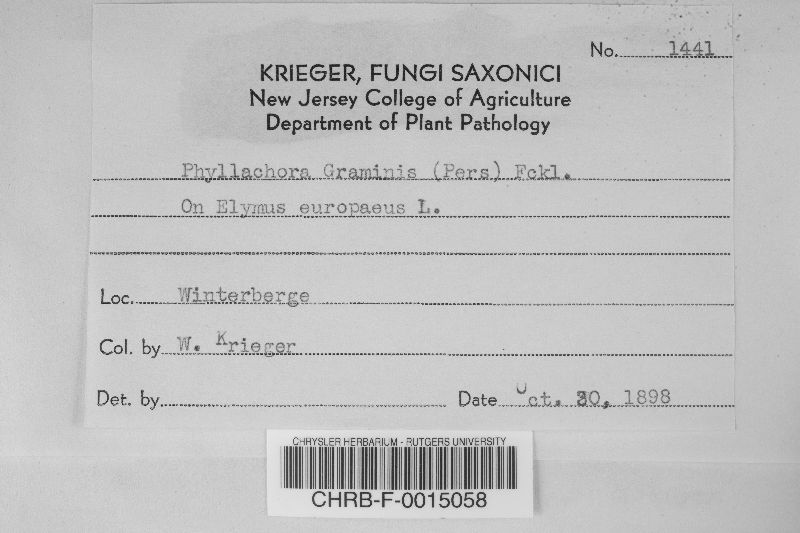 No. 1441
KRIEGER, FUNGI SAXONICI
New Jersey College of Agriculture
Department of Plant Pathology
Phyllachora Graminis (Pers) Fckl.
On Elymus europaeus L.
Loc. Winterberge
Col. by W. Krieger
Det. by Date Oct. 30, 1898
CHRYSLER HERBARIUM - RUTGERS UNIVERSITY
CHRB-F-0015058